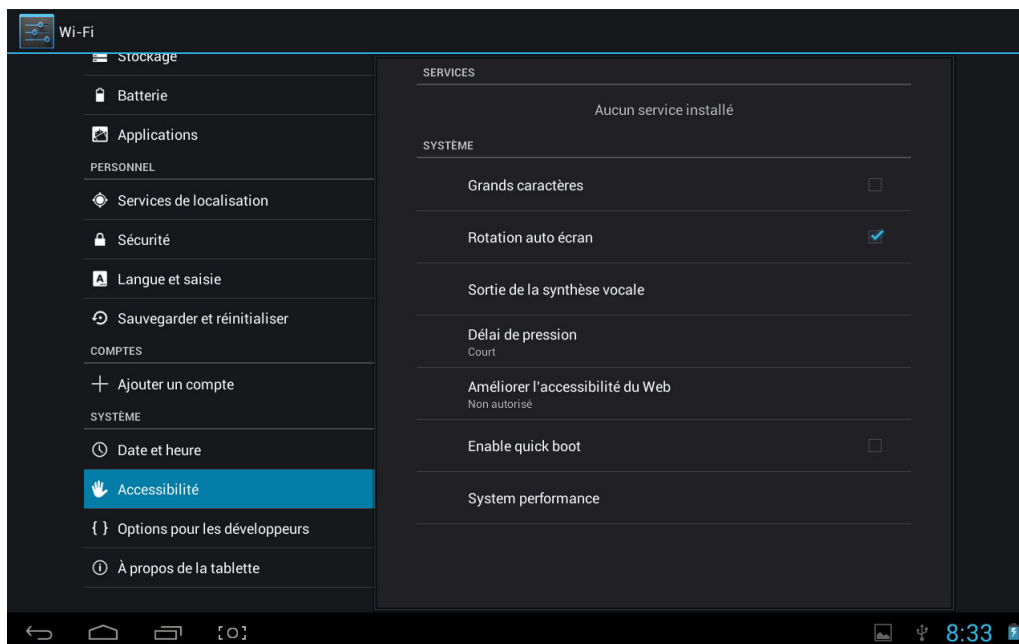 Wi-Fi
Stockage
Batterie
Applications
PERSONNEL
Services de localisation
Sécurité
Langue et saisie
Sauvegarder et réinitialiser
COMPTES
Ajouter un compte
SYSTÈME
Date et heure
Accessibilité
{ } Options pour les développeurs
À propos de la tablette
SERVICES
Aucun service installé
SYSTÈME
Grands caractères
Rotation auto écran
Sortie de la synthèse vocale
Délai de pression
Court
Améliorer l'accessibilité du Web
Non autorisé
Enable quick boot
System performance
8:33